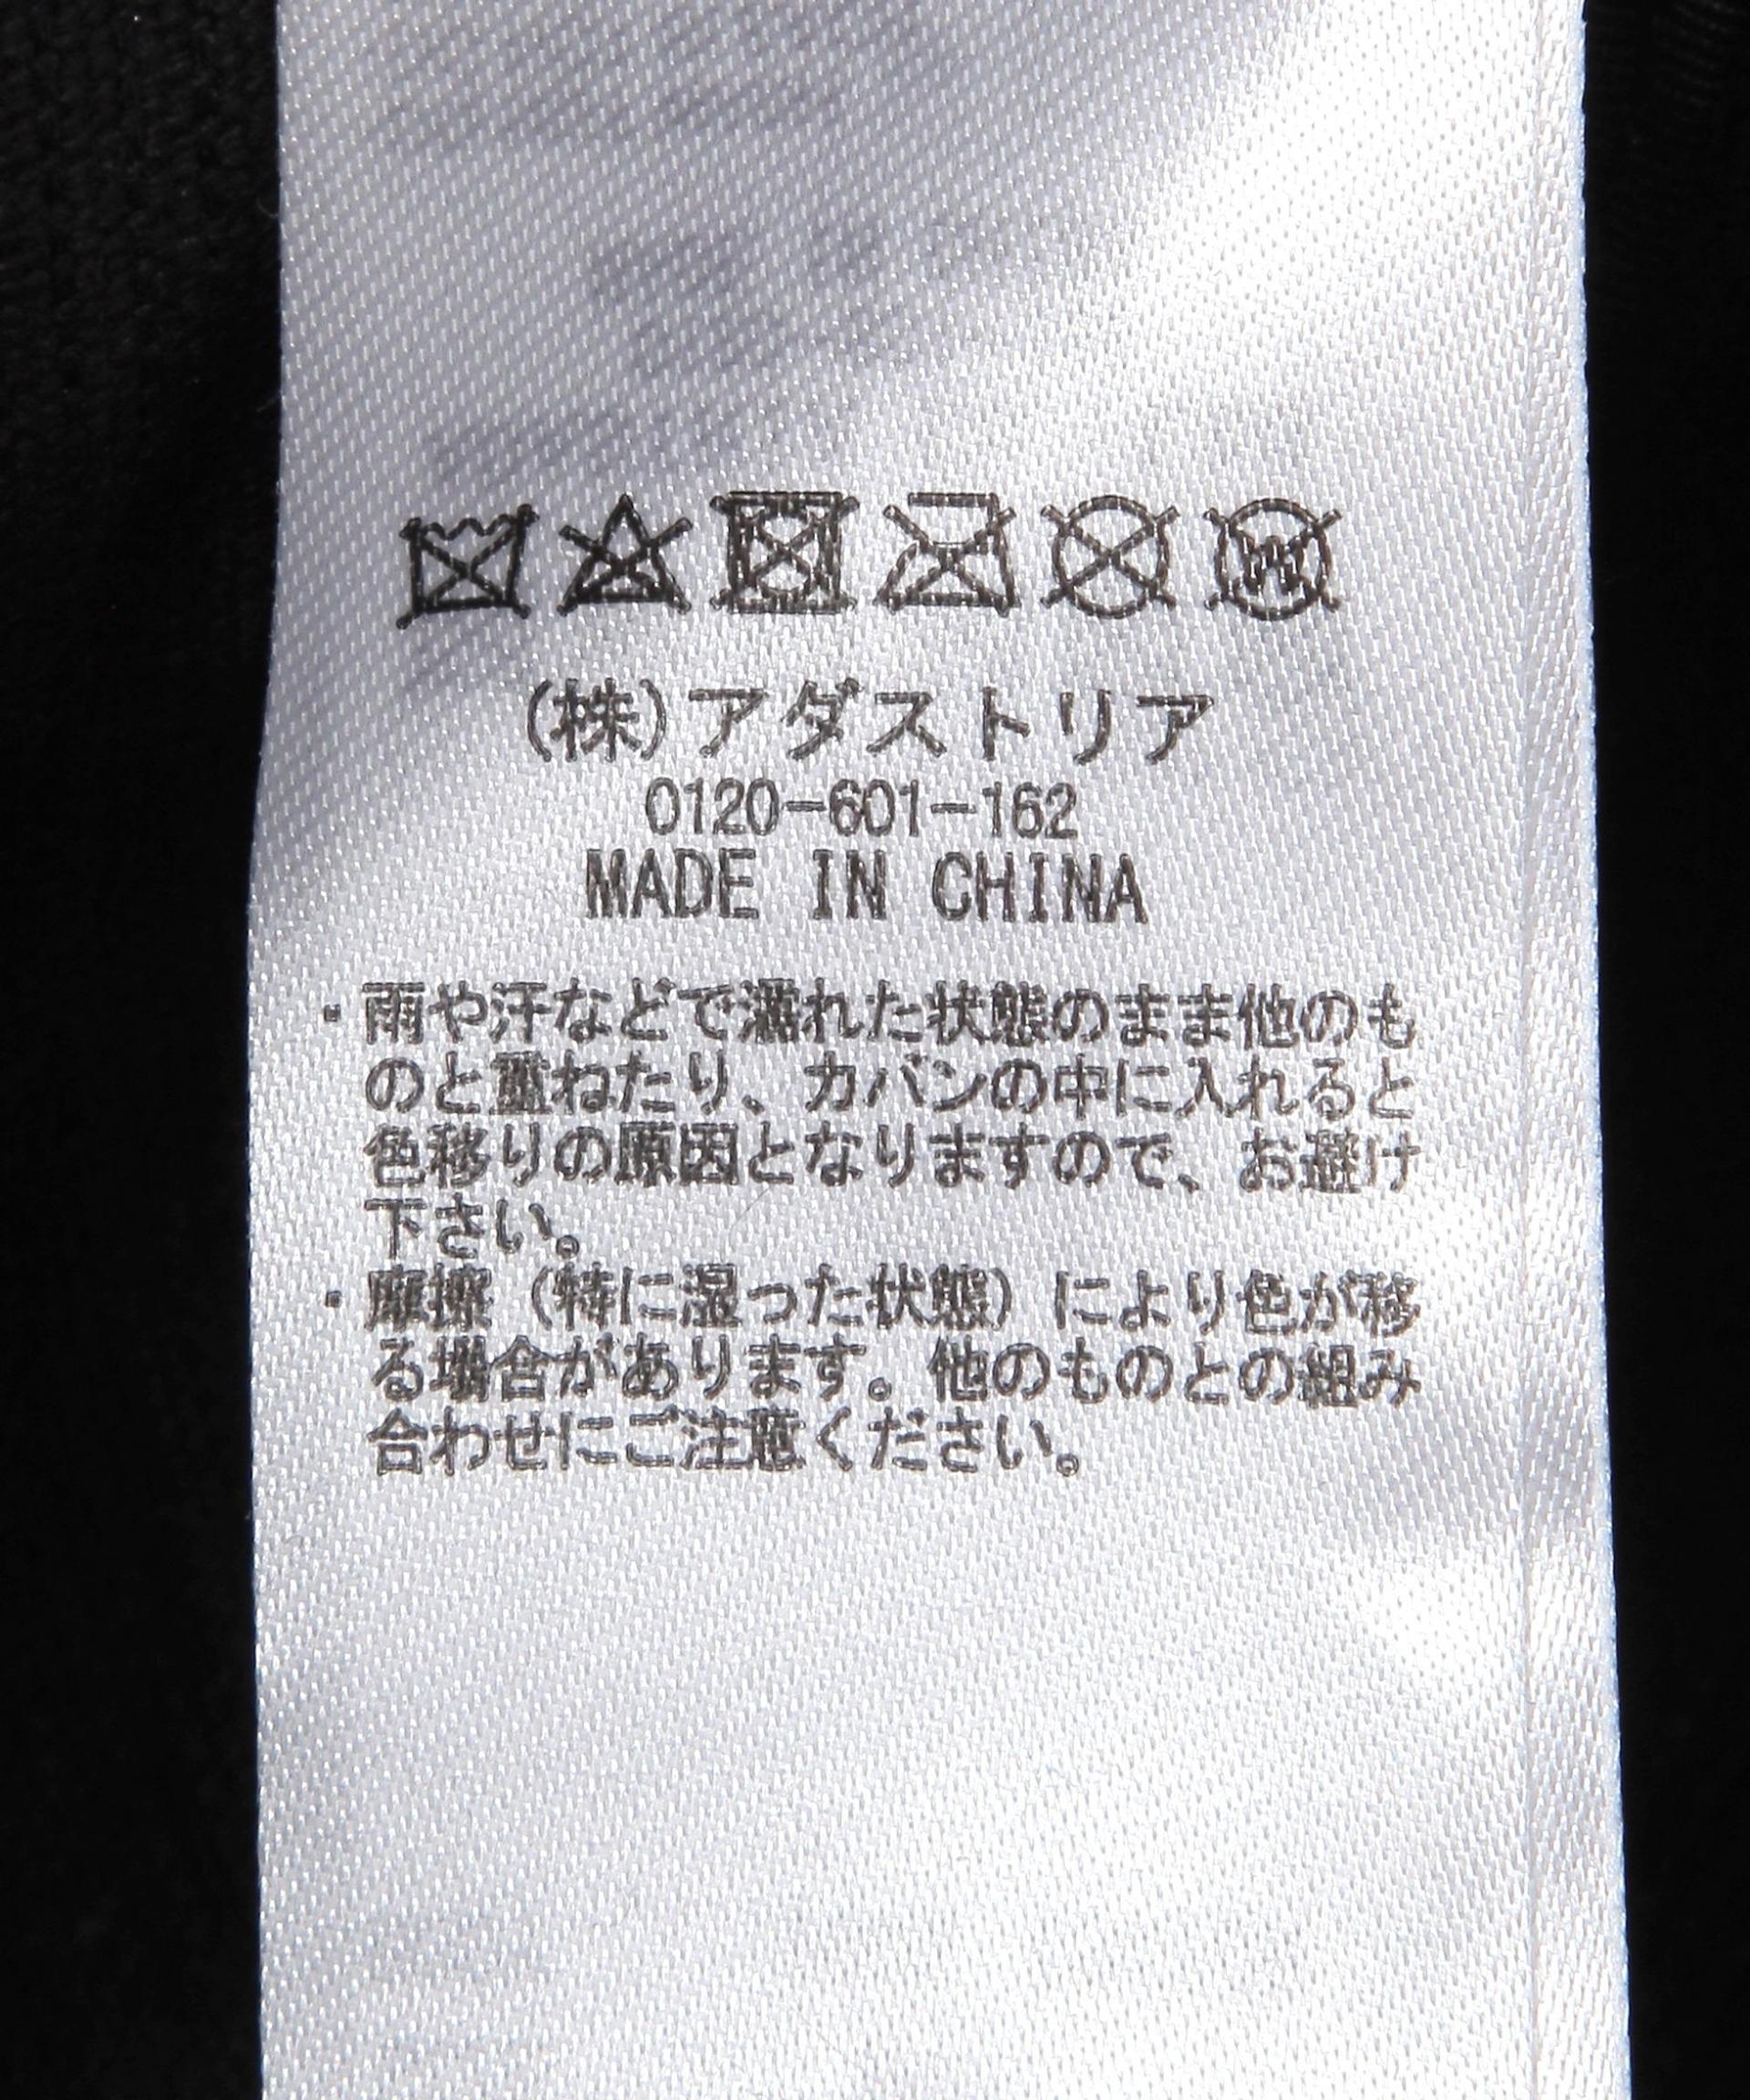 (株)アダストリア
0120-601-162
MADE IN CHINA
・雨や汗などで濡れた状態のまま他のも
のと重ねたり、カバンの中に入れると
色移りの原因となりますので、お避け
下さい。
・摩擦（特に湿った状態）により色が移
る場合があります。他のものとの組み
合わせにご注意ください。